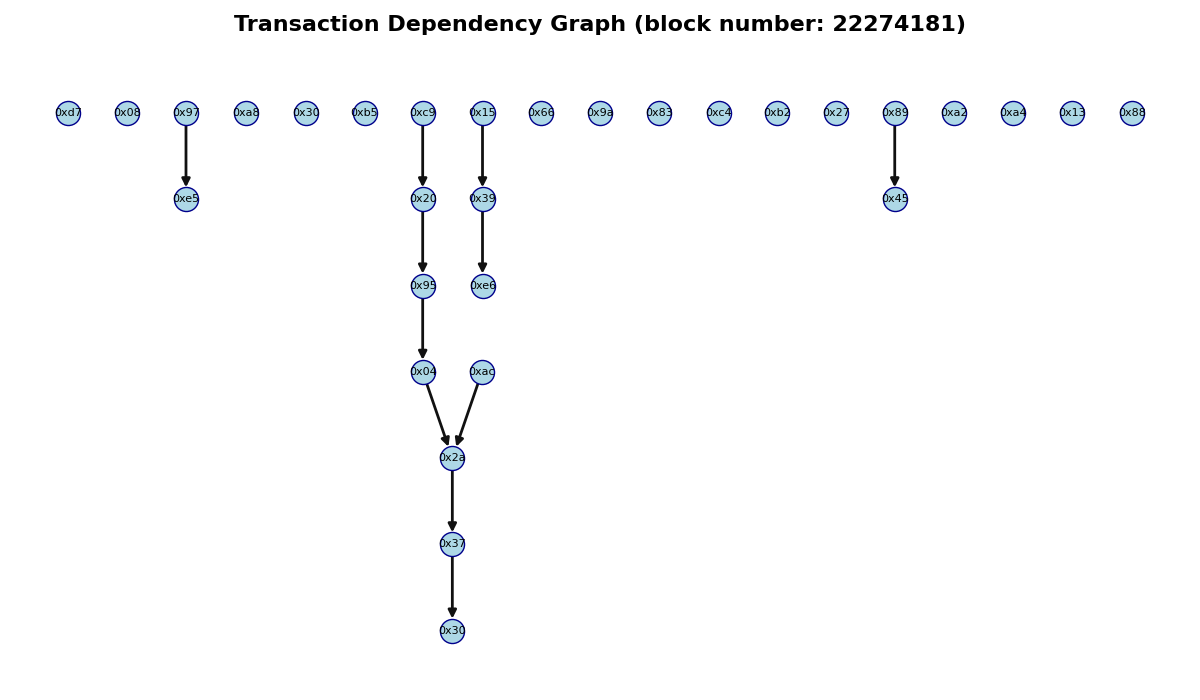 Transaction Dependency Graph (block number: 22274181)
0xd7 0x08 0x97 0xa8 0x30 0xb5 0xc9 0x15 0x66 0x9a 0x83 0xc4 0xb2 0x27 0x89 0xa2 0xa4 0x13 0x88
0xe5 0x20 0x39 0x45
0x95 0xe6
0x04 0xac
0x2a
0x37
0x30